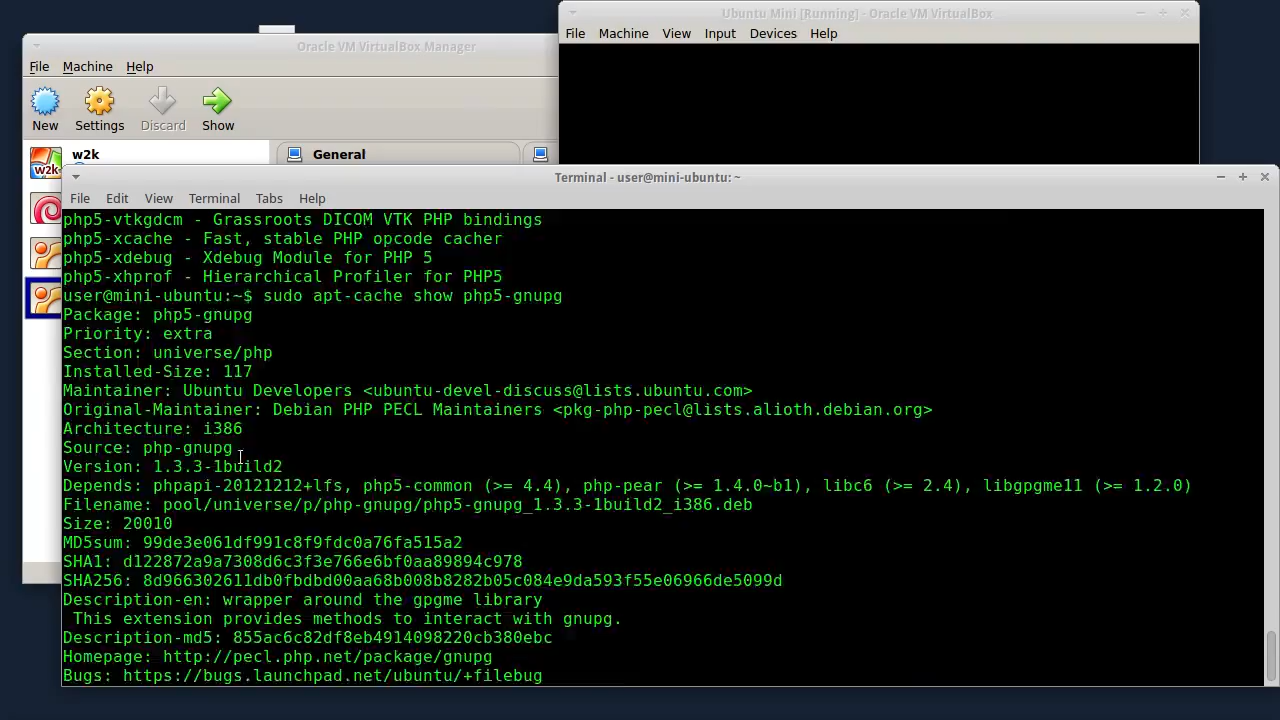 Ubuntu Mini [Running] - Oracle VM VirtualBox
File Machine View Input Devices Help
Oracle VM VirtualBox Manager
File Machine Help
New Settings Discard Show
w2k
w2k
General
Terminal - user@mini-ubuntu: ~
File Edit View Terminal Tabs Help
php5-vtkgdcm - Grassroots DICOM VTK PHP bindings
php5-xcache - Fast, stable PHP opcode cacher
php5-xdebug - Xdebug Module for PHP 5
php5-xhprof - Hierarchical Profiler for PHP5
user@mini-ubuntu:~$ sudo apt-cache show php5-gnupg
Package: php5-gnupg
Priority: extra
Section: universe/php
Installed-Size: 117
Maintainer: Ubuntu Developers <ubuntu-devel-discuss@lists.ubuntu.com>
Original-Maintainer: Debian PHP PECL Maintainers <pkg-php-pecl@lists.alioth.debian.org>
Architecture: i386
Source: php-gnupg
Version: 1.3.3-1build2
Depends: phpapi-20121212+lfs, php5-common (>= 4.4), php-pear (>= 1.4.0~b1), libc6 (>= 2.4), libgpgme11 (>= 1.2.0)
Filename: pool/universe/p/php-gnupg/php5-gnupg_1.3.3-1build2_i386.deb
Size: 20010
MD5sum: 99de3e061df991c8f9fdc0a76fa515a2
SHA1: d122872a9a7308d6c3f3e766e6bf0aa89894c978
SHA256: 8d966302611db0fbdbd00aa68b008b8282b05c084e9da593f55e06966de5099d
Description-en: wrapper around the gpgme library
 This extension provides methods to interact with gnupg.
Description-md5: 855ac6c82df8eb4914098220cb380ebc
Homepage: http://pecl.php.net/package/gnupg
Bugs: https://bugs.launchpad.net/ubuntu/+filebug